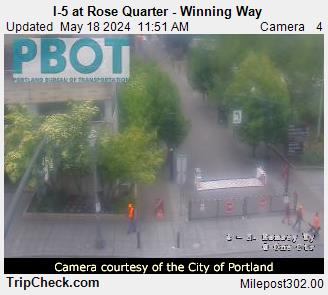 I-5 at Rose Quarter - Winning Way
Updated May 18 2024 11:51 AM Camera 4
PBOT
PORTLAND BUREAU OF TRANSPORTATION
Camera courtesy of the City of Portland
TripCheck.com Milepost302.00